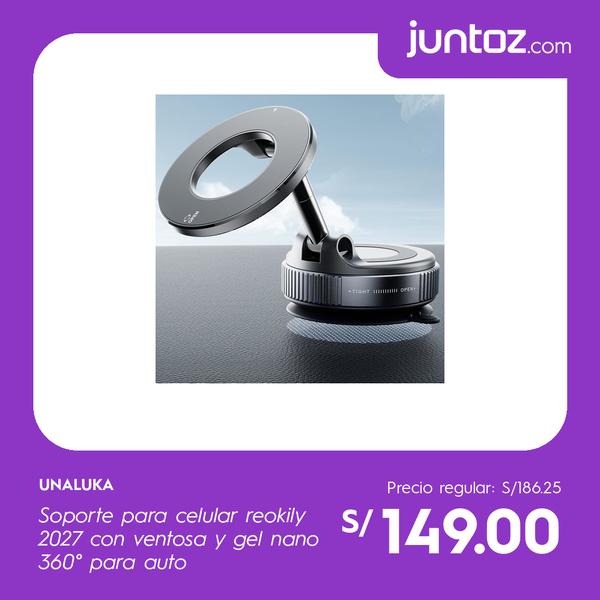 juntoz.com
OPEN
TIGHT OPEN
UNALUKA
Soporte para celular reokily
2027 con ventosa y gel nano
360° para auto
Precio regular: S/186.25
S/149.00